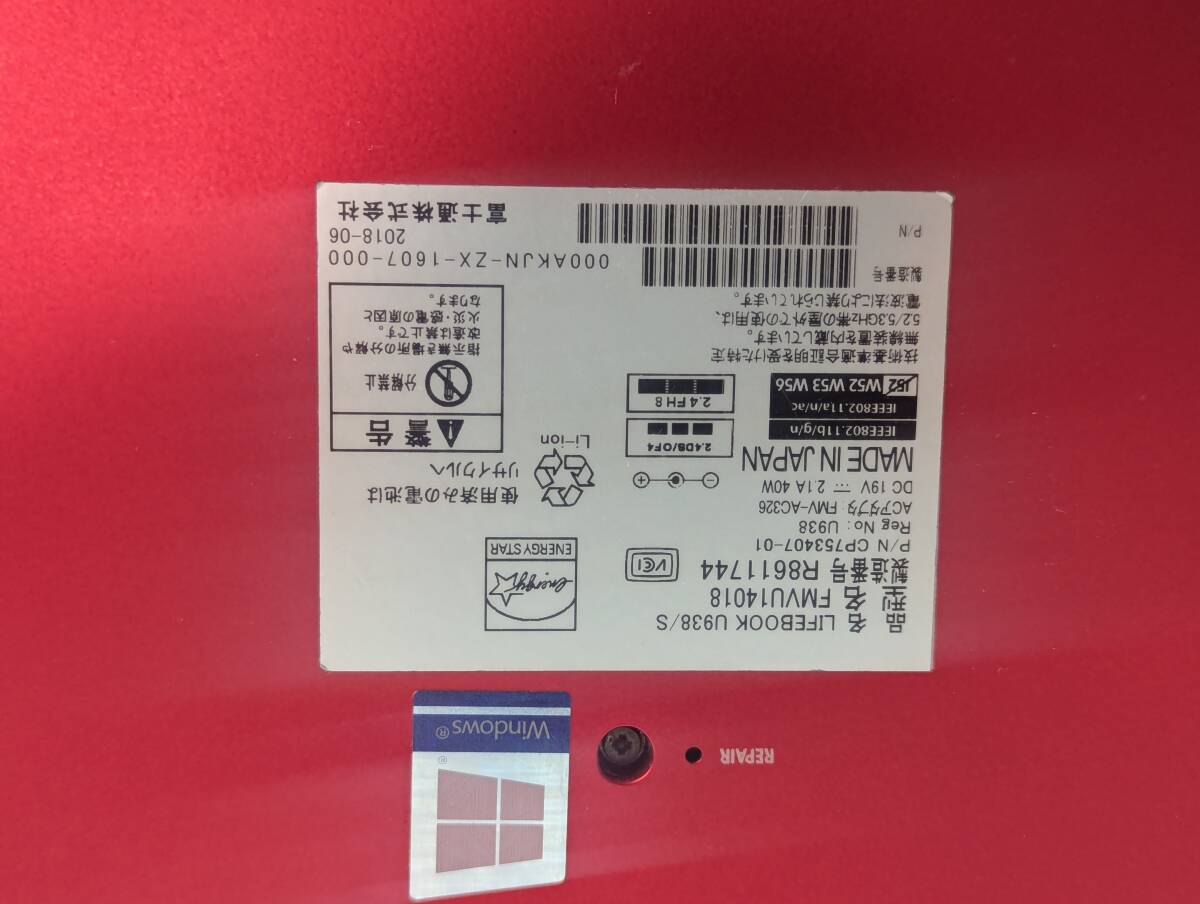 REPAIR
Windows®
品名 LIFEBOOK U938/S
型名 FMVU14018
製造番号 R8611744
P/N CP753407-01
Reg No: U938
ACアダプタ: FMV-AC326
DC 19V 2.1A 40W
MADE IN JAPAN
VCI
energy
ENERGY STAR
使用済みの電池は
リサイクルへ
Li-ion
IEEE802.11b/g/n
IEEE802.11a/n/ac
J52 W52 W53 W56
2.4DS/OF4
2.4FH8
技術基準適合証明を受けた特定
無線装置を内蔵しています。
5.2/5.3GHz帯の屋外での使用は、
電波法により禁じられています。
警告
分解禁止
指示無き場所の分解や
改造は禁止です。
火災・感電の原因と
なります。
製造番号
000AKJN-ZX-1607-000
P/N
2018-06
富士通株式会社